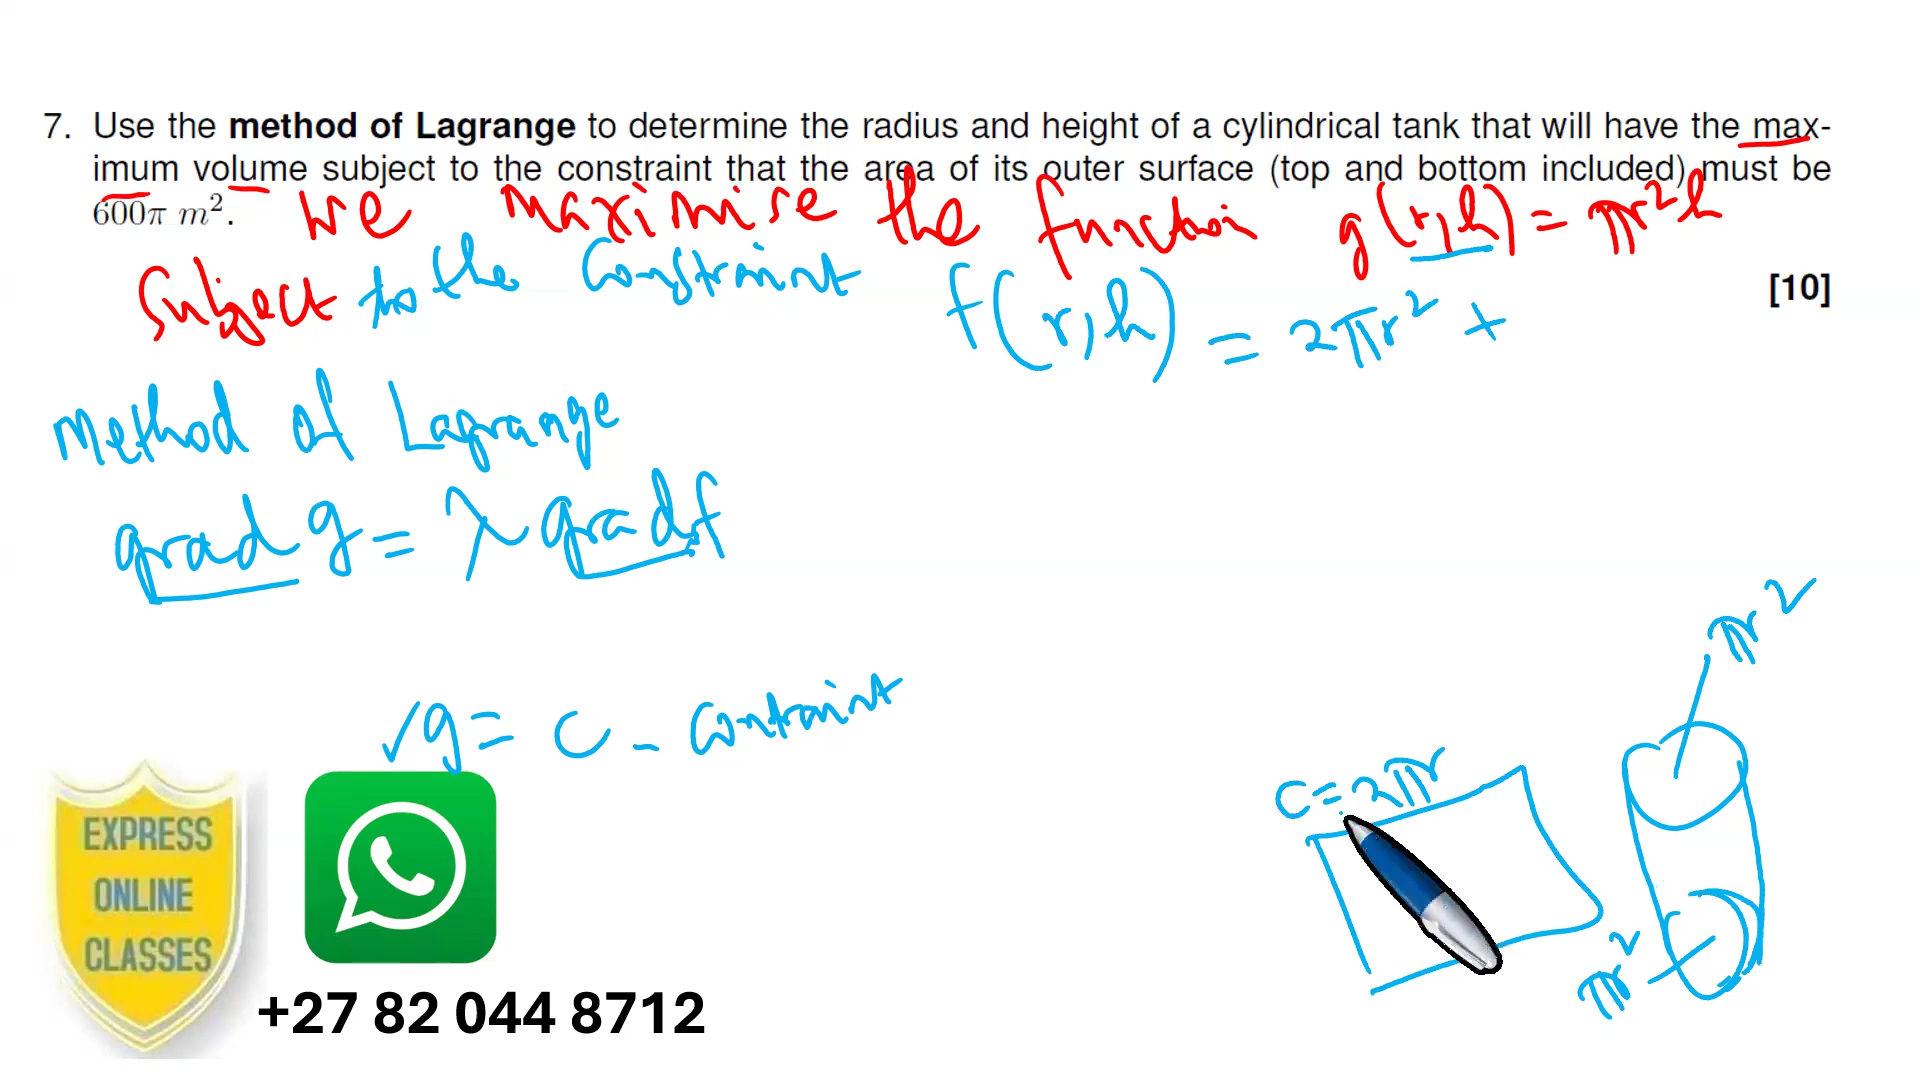 7. Use the method of Lagrange to determine the radius and height of a cylindrical tank that will have the max-
imum volume subject to the constraint that the area of its outer surface (top and bottom included) must be
600π m². We maximise the function g(r,h) = πr²h
Subject to the Constraint f(r,h) = 2πr² +
[10]
Method of Lagrange
grad g = λ grad f
πr²
√g = C - Contraint
C = 2πr
πr²
EXPRESS
ONLINE
CLASSES
+27 82 044 8712